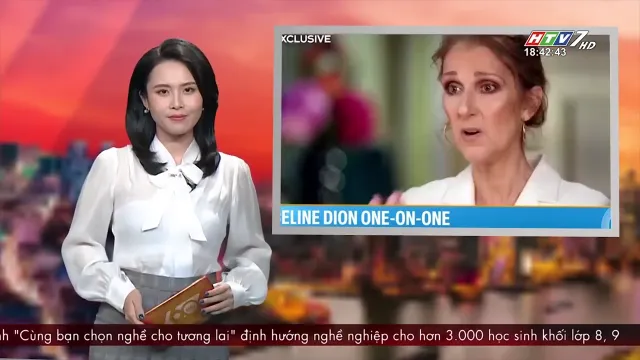 XCLUSIVE
HTV7 HD
18:42:43
ELINE DION ONE-ON-ONE
nh "Cùng bạn chọn nghề cho tương lai" định hướng nghề nghiệp cho hơn 3.000 học sinh khối lớp 8, 9